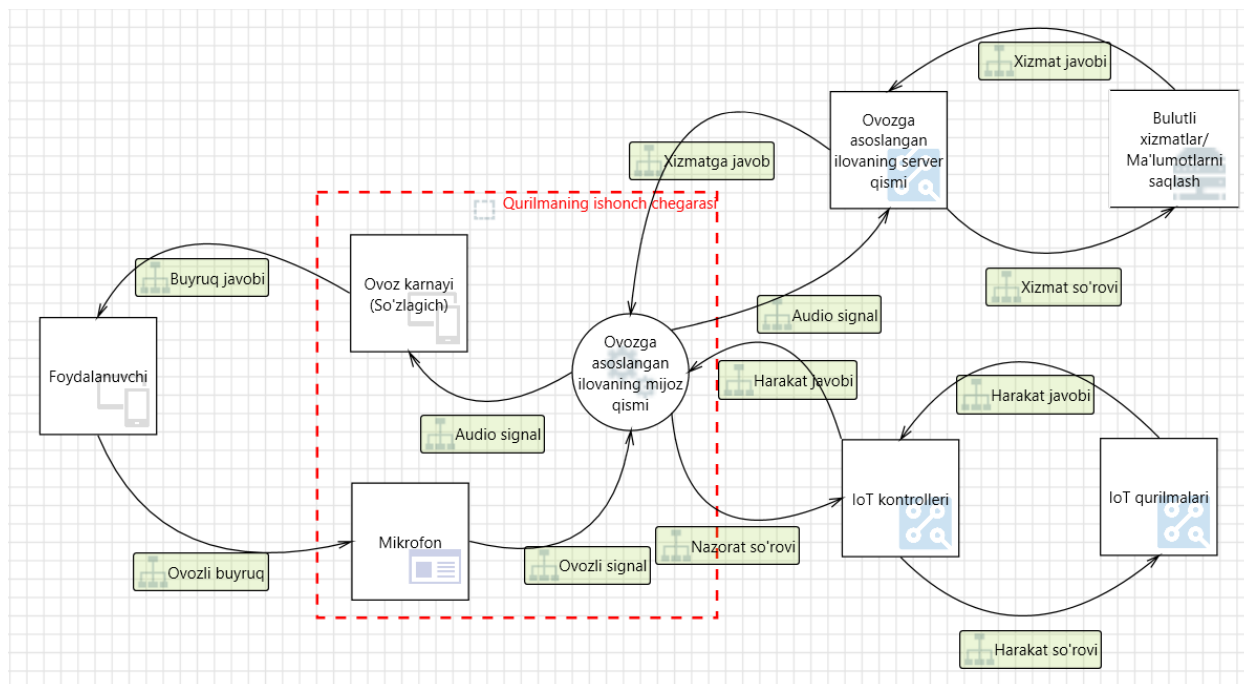 Xizmat javobi
Ovozga
asoslangan
ilovaning server
qismi
Bulutli
xizmatlar/
Ma'lumotlarni
saqlash
Xizmatga javob
Qurilmaning ishonch chegarasi
Buyruq javobi
Ovoz karnayi
(So'zlagich)
Xizmat so'rovi
Audio signal
Foydalanuvchi
Ovozga
asoslangan
ilovaning mijoz
qismi
Harakat javobi
Harakat javobi
Audio signal
IoT kontrolleri
IoT qurilmalari
Mikrofon
Nazorat so'rovi
Ovozli buyruq
Ovozli signal
Harakat so'rovi